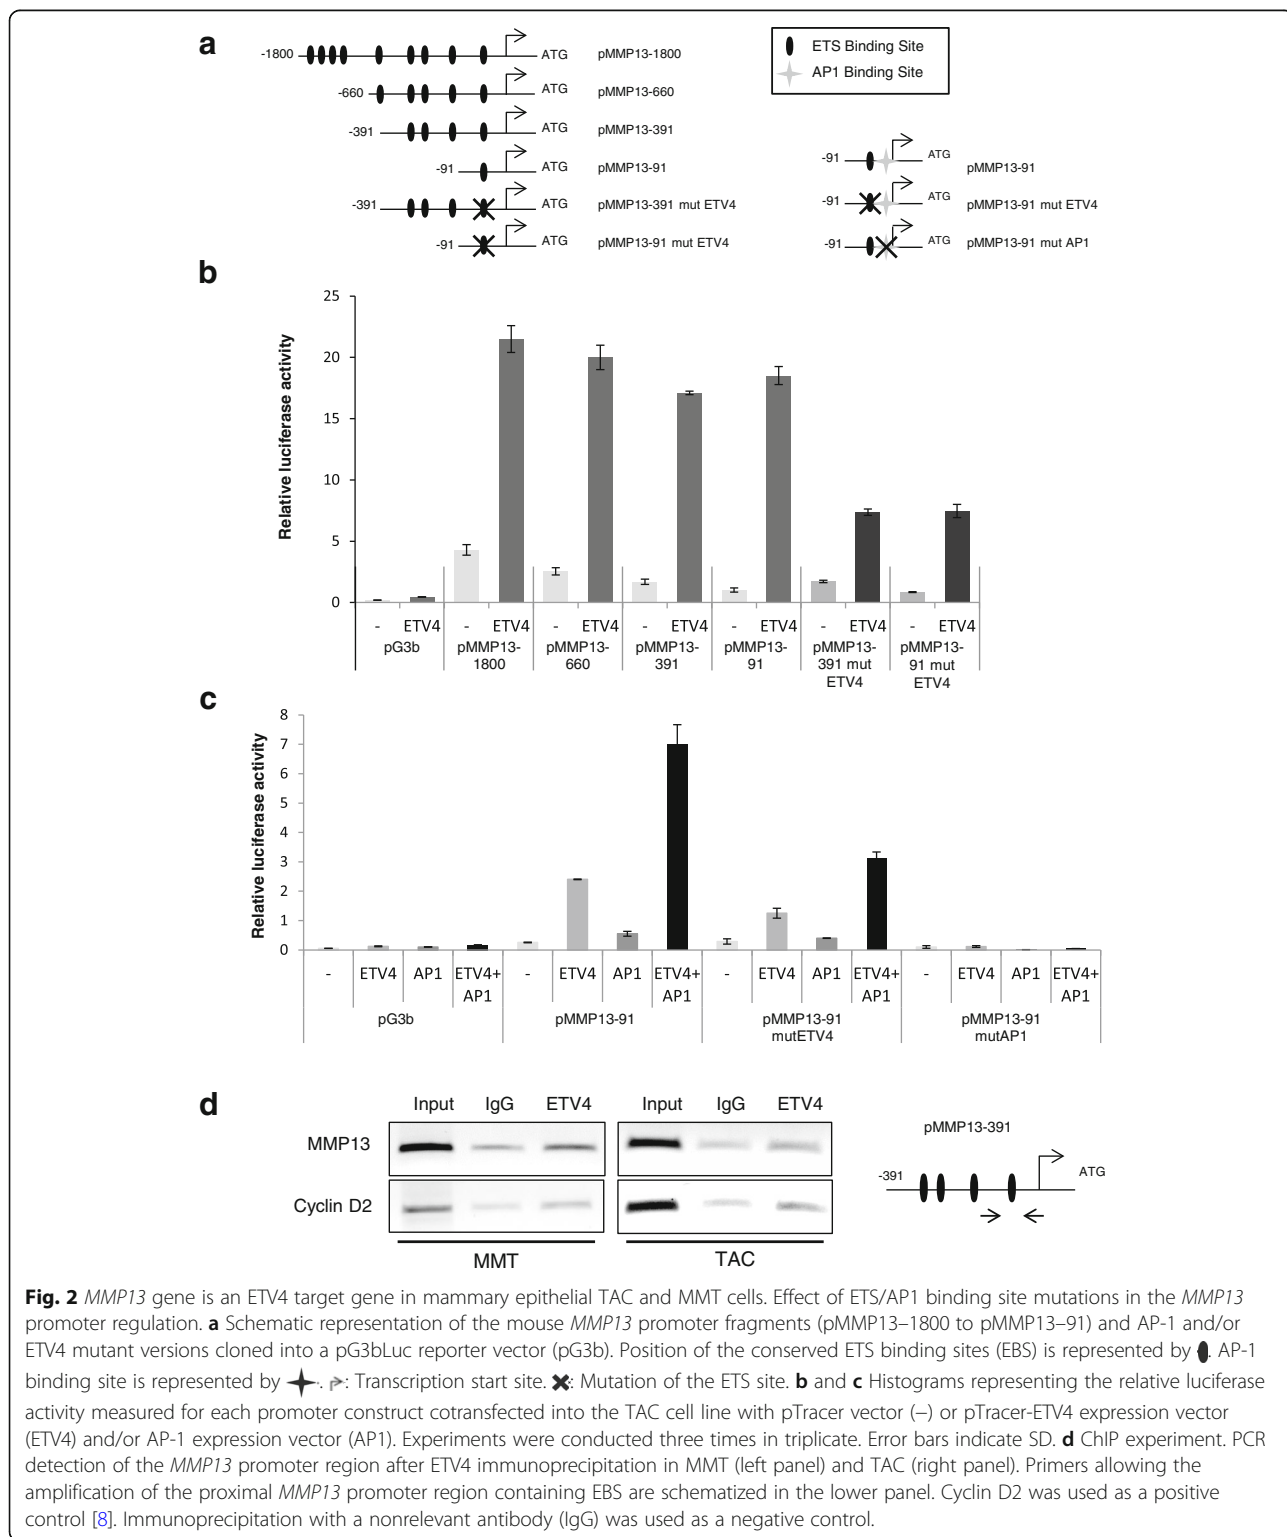 a
-1800 ATG pMMP13-1800
-660 ATG pMMP13-660
-391 ATG pMMP13-391
-91 ATG pMMP13-91
-391 ATG pMMP13-391 mut ETV4
-91 ATG pMMP13-91 mut ETV4
ETS Binding Site
AP1 Binding Site
-91 ATG pMMP13-91
-91 ATG pMMP13-91 mut ETV4
-91 ATG pMMP13-91 mut AP1
b
Relative luciferase activity
25
20
15
10
5
0
- ETV4 - ETV4 - ETV4 - ETV4 - ETV4 - ETV4 - ETV4
pG3b pMMP13- pMMP13- pMMP13- pMMP13- pMMP13- pMMP13-
1800 660 391 91 391 mut 91 mut
ETV4 ETV4
c
Relative luciferase activity
8
7
6
5
4
3
2
1
0
- ETV4 AP1 ETV4+ - ETV4 AP1 ETV4+ - ETV4 AP1 ETV4+ - ETV4 AP1 ETV4+
AP1 AP1 AP1 AP1
pG3b pMMP13-91 pMMP13-91 pMMP13-91
mutETV4 mutAP1
d
Input IgG ETV4 Input IgG ETV4
MMP13
Cyclin D2
MMT TAC
pMMP13-391
-391 ATG
Fig. 2 MMP13 gene is an ETV4 target gene in mammary epithelial TAC and MMT cells. Effect of ETS/AP1 binding site mutations in the MMP13
promoter regulation. a Schematic representation of the mouse MMP13 promoter fragments (pMMP13–1800 to pMMP13–91) and AP-1 and/or
ETV4 mutant versions cloned into a pG3bLuc reporter vector (pG3b). Position of the conserved ETS binding sites (EBS) is represented by . AP-1
binding site is represented by . : Transcription start site. : Mutation of the ETS site. b and c Histograms representing the relative luciferase
activity measured for each promoter construct cotransfected into the TAC cell line with pTracer vector (−) or pTracer-ETV4 expression vector
(ETV4) and/or AP-1 expression vector (AP1). Experiments were conducted three times in triplicate. Error bars indicate SD. d ChIP experiment. PCR
detection of the MMP13 promoter region after ETV4 immunoprecipitation in MMT (left panel) and TAC (right panel). Primers allowing the
amplification of the proximal MMP13 promoter region containing EBS are schematized in the lower panel. Cyclin D2 was used as a positive
control [8]. Immunoprecipitation with a nonrelevant antibody (IgG) was used as a negative control.